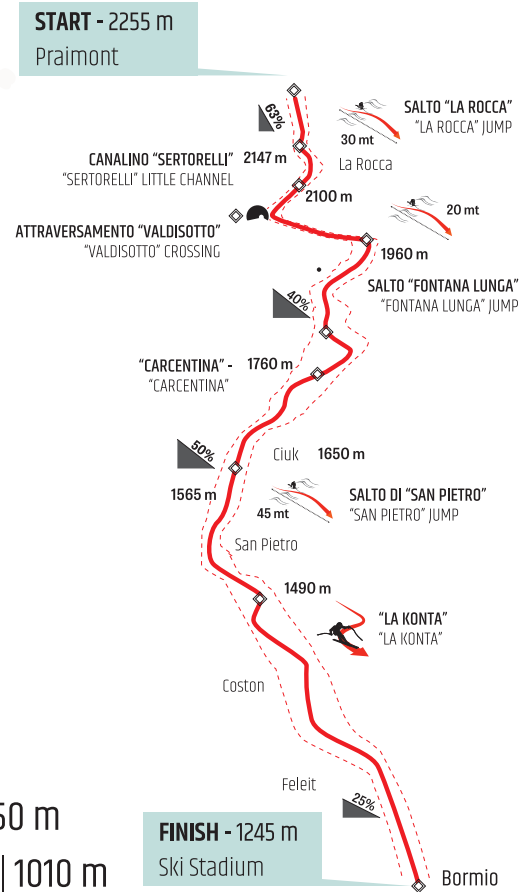 START - 2255 m
Praimont
63%
SALTO “LA ROCCA”
“LA ROCCA” JUMP
30 mt
La Rocca
CANALINO “SERTORELLI”
“SERTORELLI” LITTLE CHANNEL
2147 m
2100 m
20 mt
ATTRAVERSAMENTO “VALDISOTTO”
“VALDISOTTO” CROSSING
1960 m
SALTO “FONTANA LUNGA”
“FONTANA LUNGA” JUMP
40%
“CARCENTINA” -
“CARCENTINA”
1760 m
50%
Ciuk 1650 m
1565 m
SALTO DI “SAN PIETRO”
“SAN PIETRO” JUMP
45 mt
San Pietro
1490 m
“LA KONTA”
“LA KONTA”
Coston
Feleit
25%
50 m
FINISH - 1245 m
Ski Stadium
1010 m
Bormio